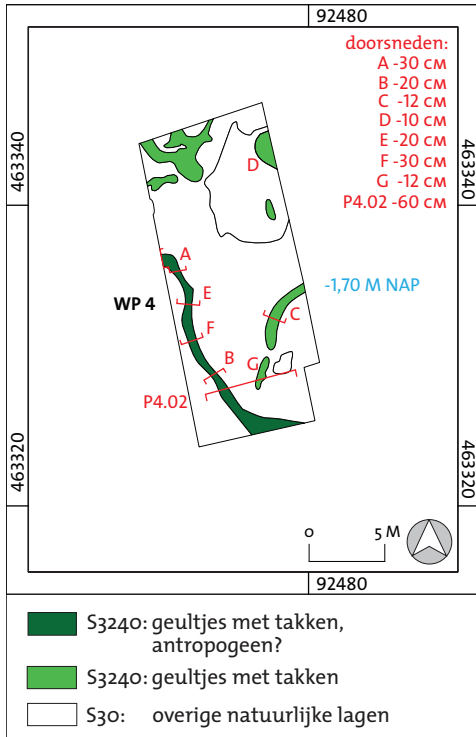 92480
doorsneden:
A -30 CM
B -20 CM
C -12 CM
D -10 CM
E -20 CM
F -30 CM
G -12 CM
P4.02 -60 CM
463340
463340
D
A
-1,70 M NAP
WP 4
E
C
F
B
G
P4.02
463320
463320
0 5 M
92480
S3240: geultjes met takken,
antropogeen?
S3240: geultjes met takken
S30: overige natuurlijke lagen